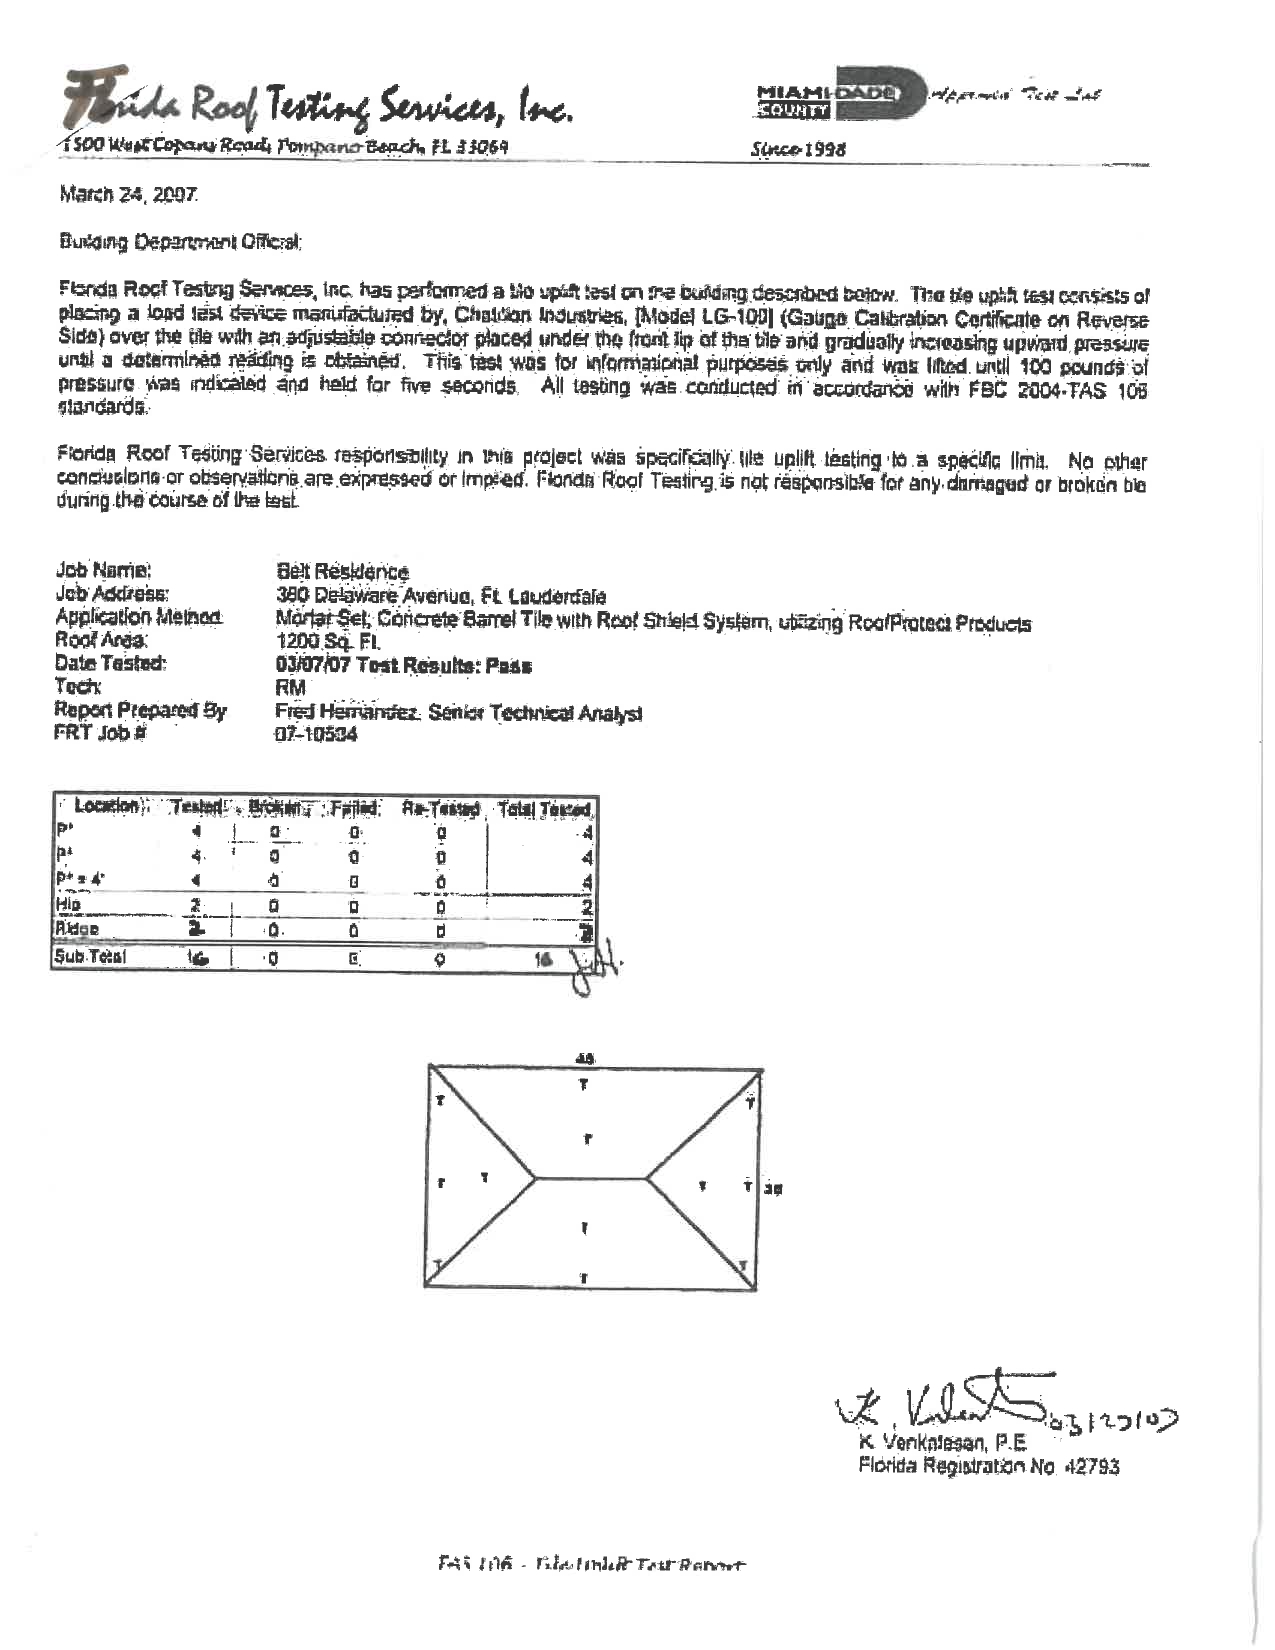 Florida Roof Testing Services, Inc.
1500 West Copans Road, Pompano Beach, FL 33069
MIAMI-DADE
COUNTY
Approved Test Lab
Since 1998
March 24, 2007
Building Department Official:
Florida Roof Testing Services, Inc. has performed a tile uplift test on the building described below. The tile uplift test consists of
placing a load test device manufactured by, Chatillon Industries, [Model LG-100] (Gauge Calibration Certificate on Reverse
Side) over the tile with an adjustable connector placed under the front lip of the tile and gradually increasing upward pressure
until a determined reading is obtained. This test was for informational purposes only and was lifted until 100 pounds of
pressure was indicated and held for five seconds. All testing was conducted in accordance with FBC 2004-TAS 106
standards.
Florida Roof Testing Services responsibility in this project was specifically tile uplift testing to a specific limit. No other
conclusions or observations are expressed or implied. Florida Roof Testing is not responsible for any damaged or broken tile
during the course of the test.
Job Name: Belt Residence
Job Address: 380 Delaware Avenue, Ft. Lauderdale
Application Method: Mortar Set, Concrete Barrel Tile with Roof Shield System, utilizing RoofProtect Products
Roof Area: 1200 Sq. Ft.
Date Tested: 03/07/07 Test Results: Pass
Tech: RM
Report Prepared By Fred Hernandez, Senior Technical Analyst
FRT Job # 07-10534
Location Tested Broken Failed Re-Tested Total Tested
4 0 0 0 4
4 0 0 0 4
4 0 0 0 4
Hip 2 0 0 0 2
Ridge 2 0 0 0 2
Sub Total 16 0 0 0 16
T
T T
T
T T T T
T
T T
T
K. Venkatesan, P.E.
Florida Registration No. 42793
TAS 106 - Tile Uplift Test Report